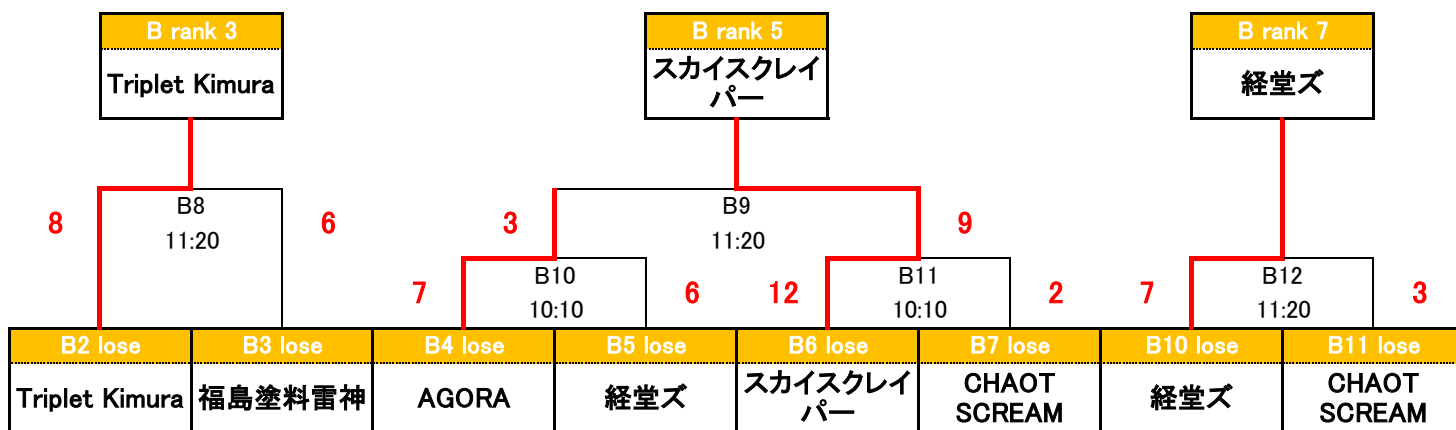 B rank 3
B rank 5
B rank 7
Triplet Kimura
スカイスクレイ
パー
経堂ズ
8
B8
11:20
6
3
B9
11:20
9
7
B10
10:10
6
12
B11
10:10
2
7
B12
11:20
3
B2 lose
B3 lose
B4 lose
B5 lose
B6 lose
B7 lose
B10 lose
B11 lose
Triplet Kimura
福島塗料雷神
AGORA
経堂ズ
スカイスクレイ
パー
CHAOT
SCREAM
経堂ズ
CHAOT
SCREAM